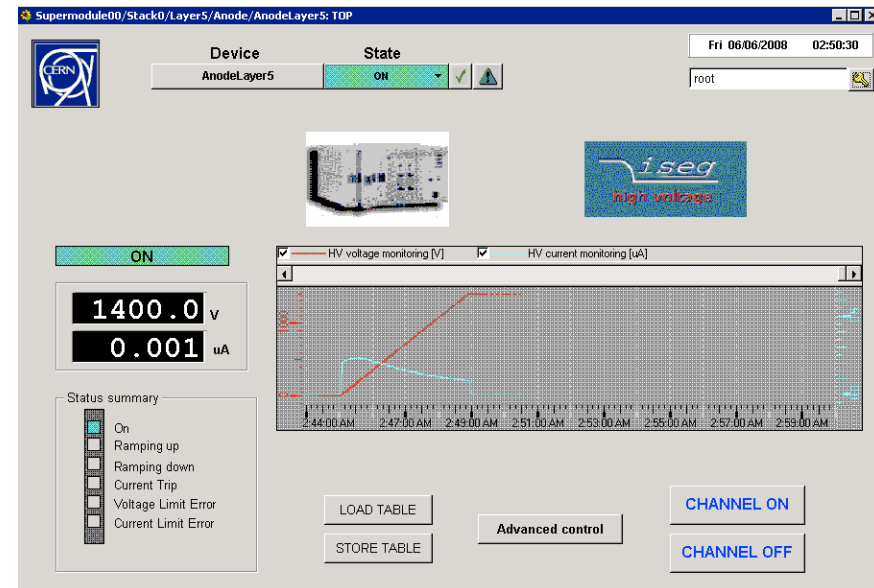 Supermodule00/Stack0/Layer5/Anode/AnodeLayer5: TOP
CERN
Device
State
AnodeLayer5
ON
Fri 06/06/2008 02:50:30
root
iseg
high voltage
ON
HV voltage monitoring [V]
HV current monitoring [uA]
1400.0 V
0.001 uA
1000
0
2:44:00 AM 2:47:00 AM 2:49:00 AM 2:51:00 AM 2:53:00 AM 2:55:00 AM 2:57:00 AM 2:59:00 AM
Status summary
On
Ramping up
Ramping down
Current Trip
Voltage Limit Error
Current Limit Error
LOAD TABLE
STORE TABLE
Advanced control
CHANNEL ON
CHANNEL OFF